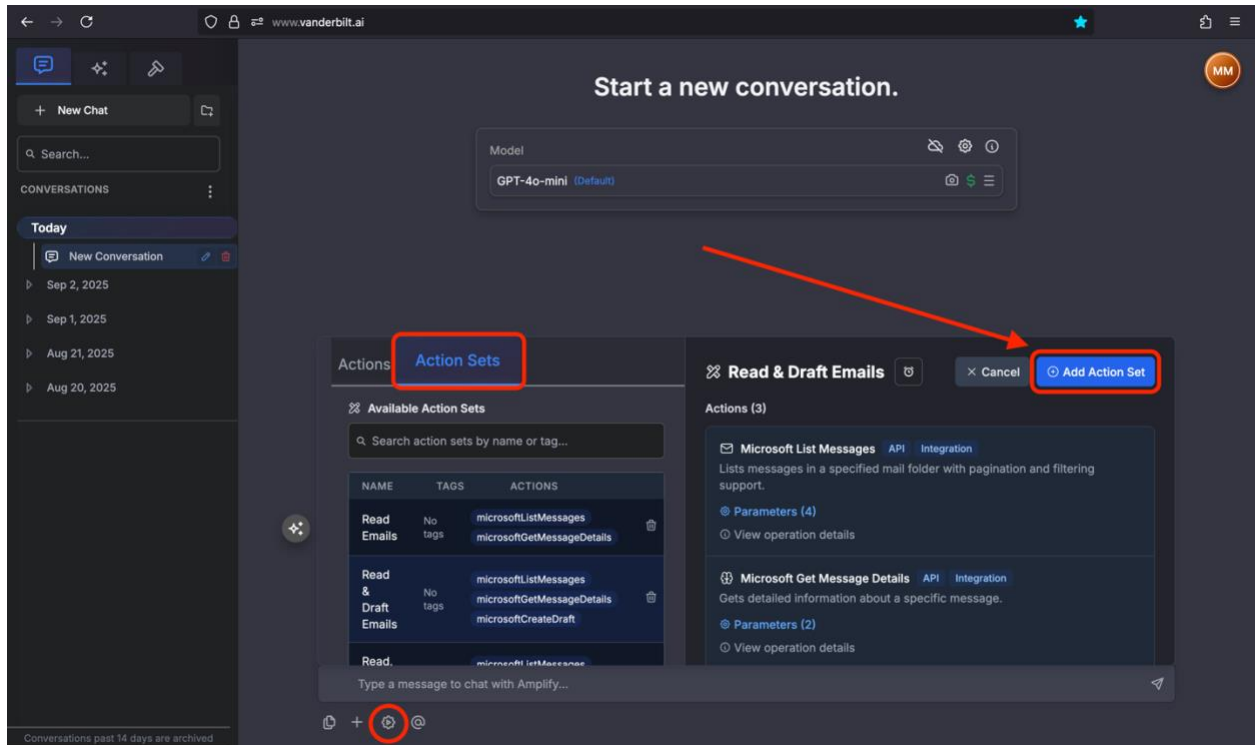 www.vanderbilt.ai
MM
+ New Chat
Search...
CONVERSATIONS
Today
New Conversation
Sep 2, 2025
Sep 1, 2025
Aug 21, 2025
Aug 20, 2025
Conversations past 14 days are archived
Start a new conversation.
Model
GPT-4o-mini (Default)
$
Actions
Action Sets
Available Action Sets
Search action sets by name or tag...
NAME TAGS ACTIONS
Read Emails
No tags
microsoftListMessages
microsoftGetMessageDetails
Read
&
Draft
Emails
No tags
microsoftListMessages
microsoftGetMessageDetails
microsoftCreateDraft
Read,
microsoftListMessages
Read & Draft Emails
× Cancel
Add Action Set
Actions (3)
Microsoft List Messages API Integration
Lists messages in a specified mail folder with pagination and filtering
support.
Parameters (4)
View operation details
Microsoft Get Message Details API Integration
Gets detailed information about a specific message.
Parameters (2)
View operation details
Type a message to chat with Amplify...
+ @